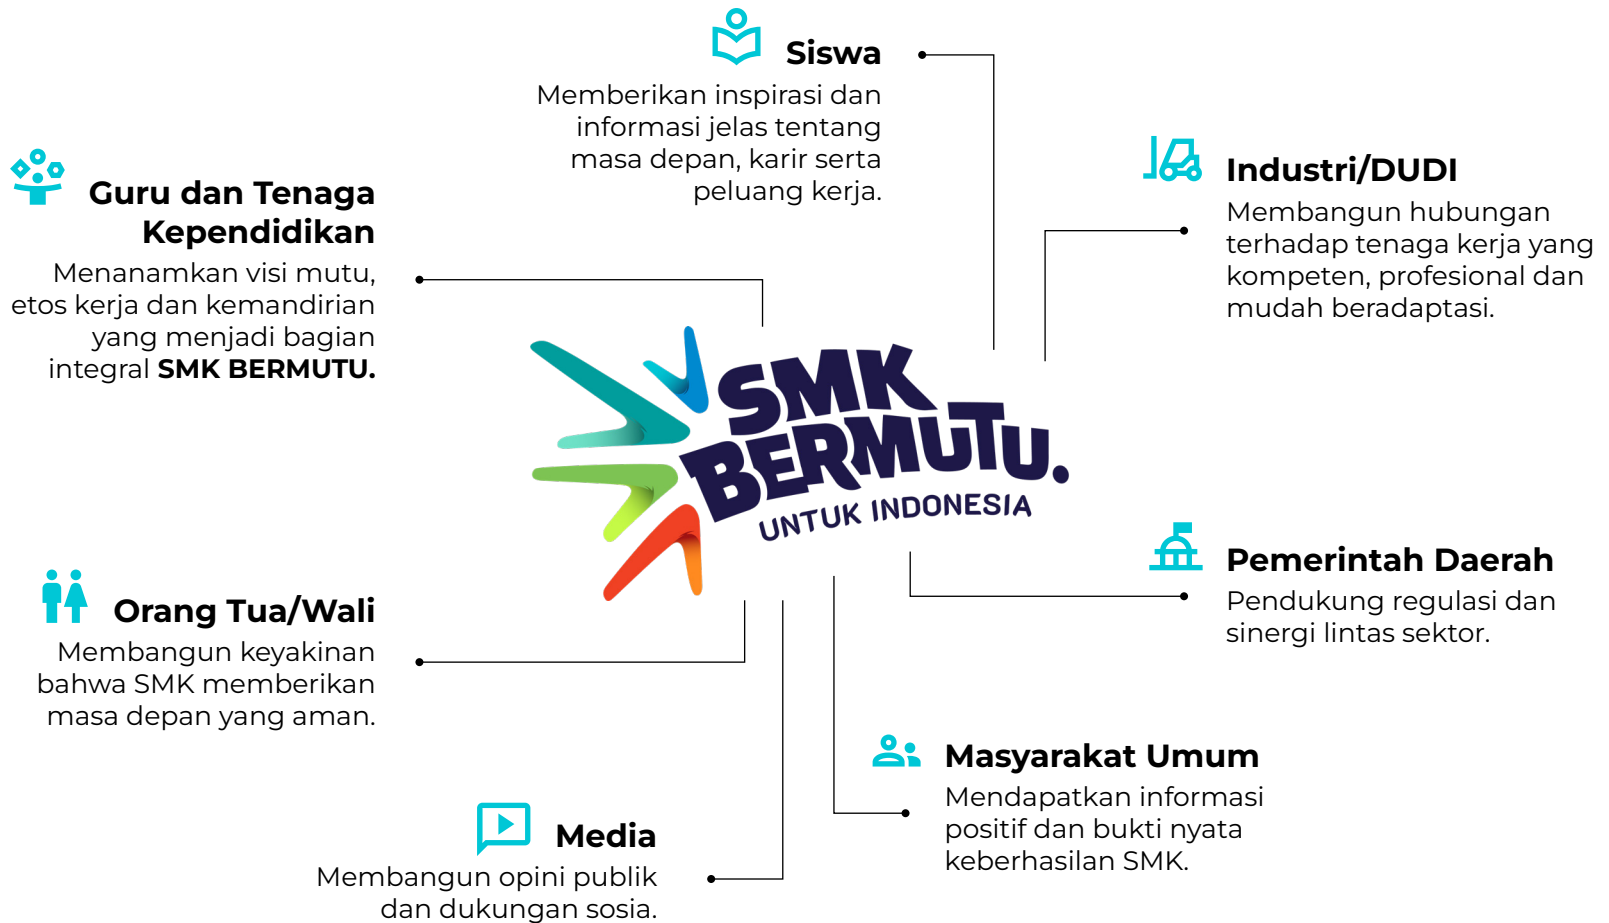 Siswa
Memberikan inspirasi dan
informasi jelas tentang
masa depan, karir serta
peluang kerja.
Guru dan Tenaga
Kependidikan
Menanamkan visi mutu,
etos kerja dan kemandirian
yang menjadi bagian
integral SMK BERMUTU.
Industri/DUDI
Membangun hubungan
terhadap tenaga kerja yang
kompeten, profesional dan
mudah beradaptasi.
SMK
BERMUTU.
UNTUK INDONESIA
Orang Tua/Wali
Membangun keyakinan
bahwa SMK memberikan
masa depan yang aman.
Pemerintah Daerah
Pendukung regulasi dan
sinergi lintas sektor.
Media
Membangun opini publik
dan dukungan sosia.
Masyarakat Umum
Mendapatkan informasi
positif dan bukti nyata
keberhasilan SMK.